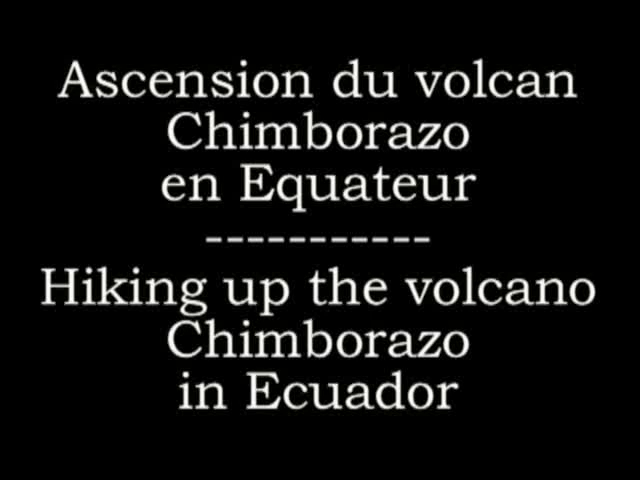 Ascension du volcan
Chimborazo
en Equateur
-----------
Hiking up the volcano
Chimborazo
in Ecuador